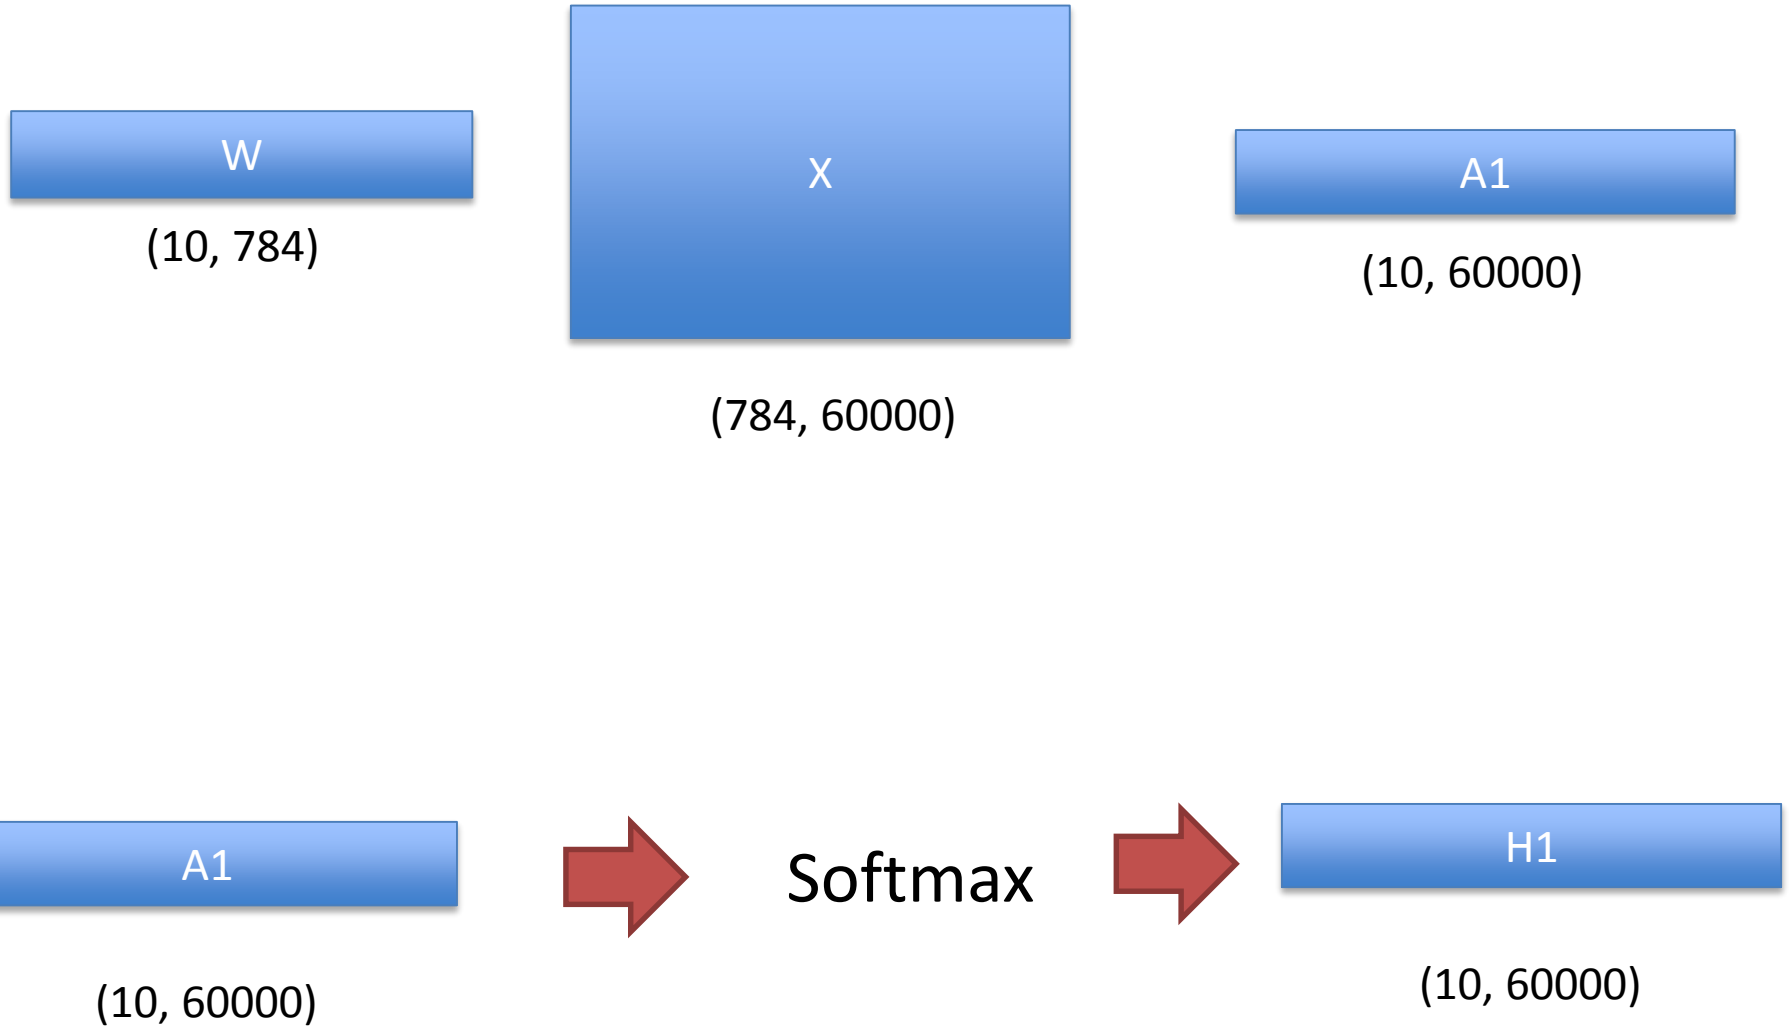 W
X
A1
(10, 784)
(10, 60000)
(784, 60000)
A1
Softmax
H1
(10, 60000)
(10, 60000)